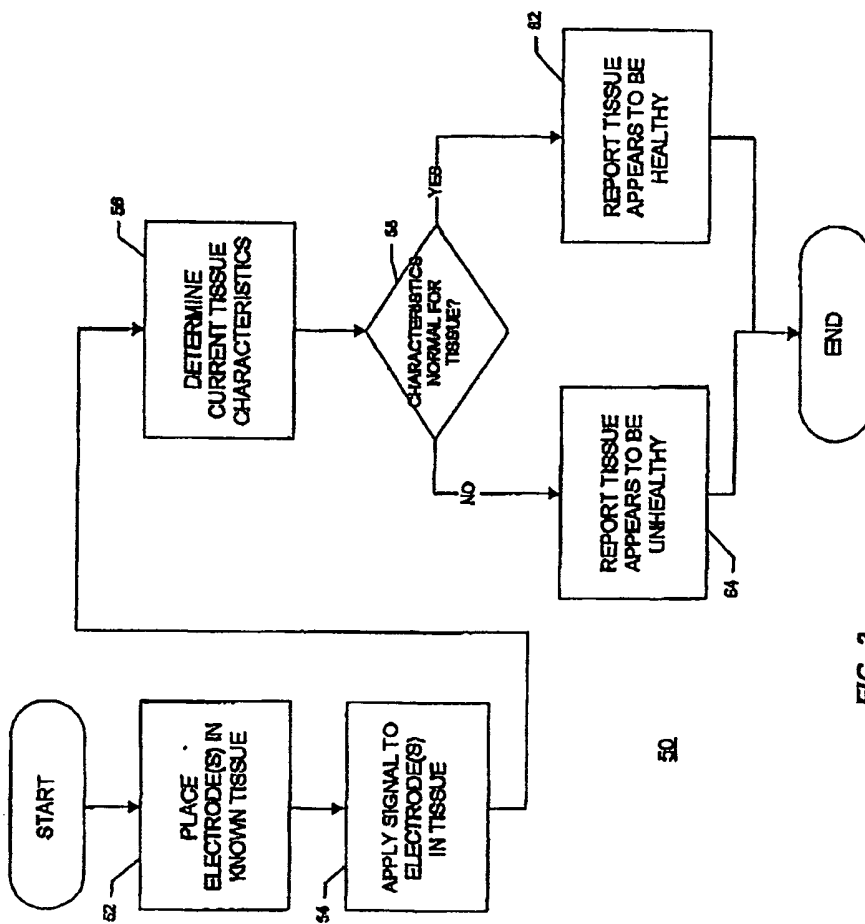 START
52
PLACE
ELECTRODE(S) IN
KNOWN TISSUE
54
APPLY SIGNAL TO
ELECTRODE(S)
IN TISSUE
DETERMINE
CURRENT TISSUE
CHARACTERISTICS
CHARACTERISTICS
NORMAL FOR
TISSUE?
NO
YES
64
REPORT TISSUE
APPEARS TO BE
UNHEALTHY
REPORT TISSUE
APPEARS TO BE
HEALTHY
END
50
FIG.